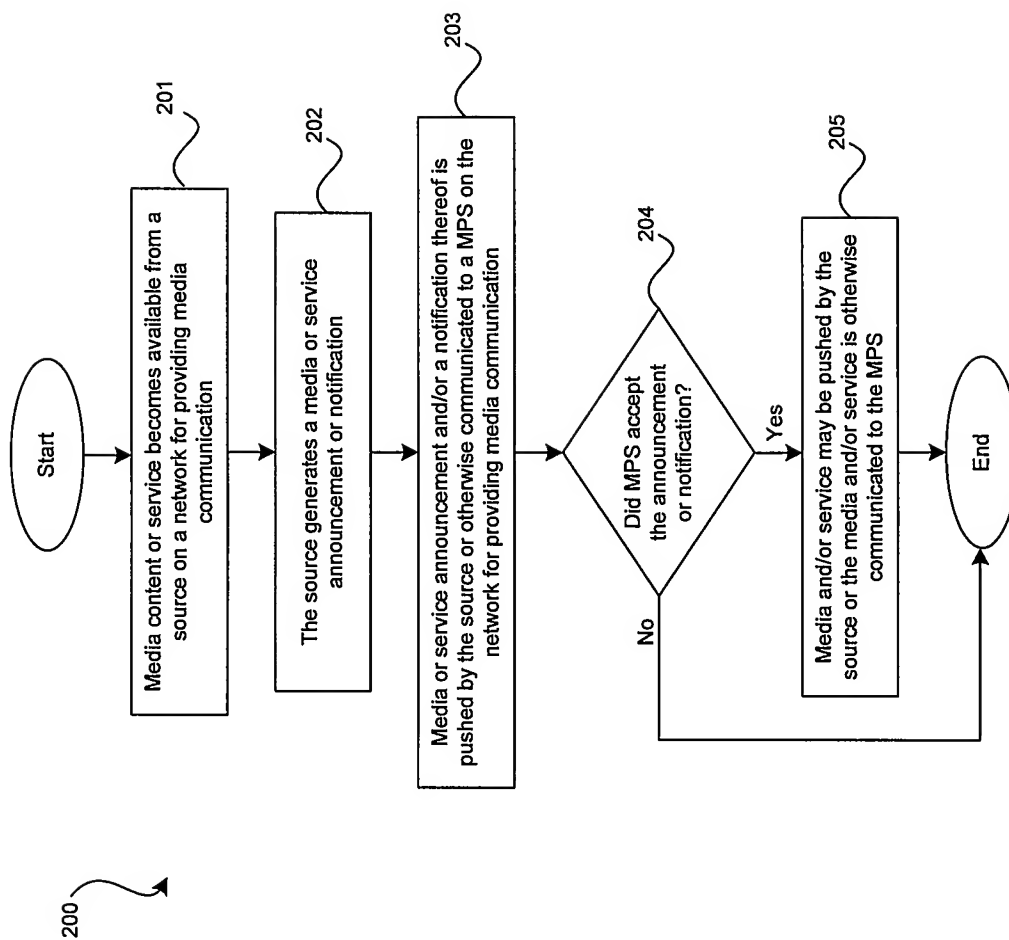 200
Start
Media content or service becomes available from a
source on a network for providing media
communication
201
The source generates a media or service
announcement or notification
202
Media or service announcement and/or a notification thereof is
pushed by the source or otherwise communicated to a MPS on the
network for providing media communication
203
Did MPS accept
the announcement
or notification?
204
No
Yes
Media and/or service may be pushed by the
source or the media and/or service is otherwise
communicated to the MPS
205
End